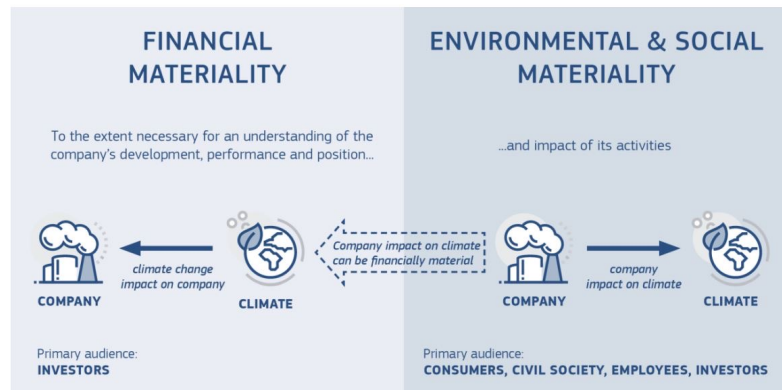 FINANCIAL
MATERIALITY
To the extent necessary for an understanding of the
company's development, performance and position...
climate change
impact on company
COMPANY
CLIMATE
Primary audience:
INVESTORS
Company impact on climate
can be financially material
ENVIRONMENTAL & SOCIAL
MATERIALITY
...and impact of its activities
company
impact on climate
COMPANY
CLIMATE
Primary audience:
CONSUMERS, CIVIL SOCIETY, EMPLOYEES, INVESTORS